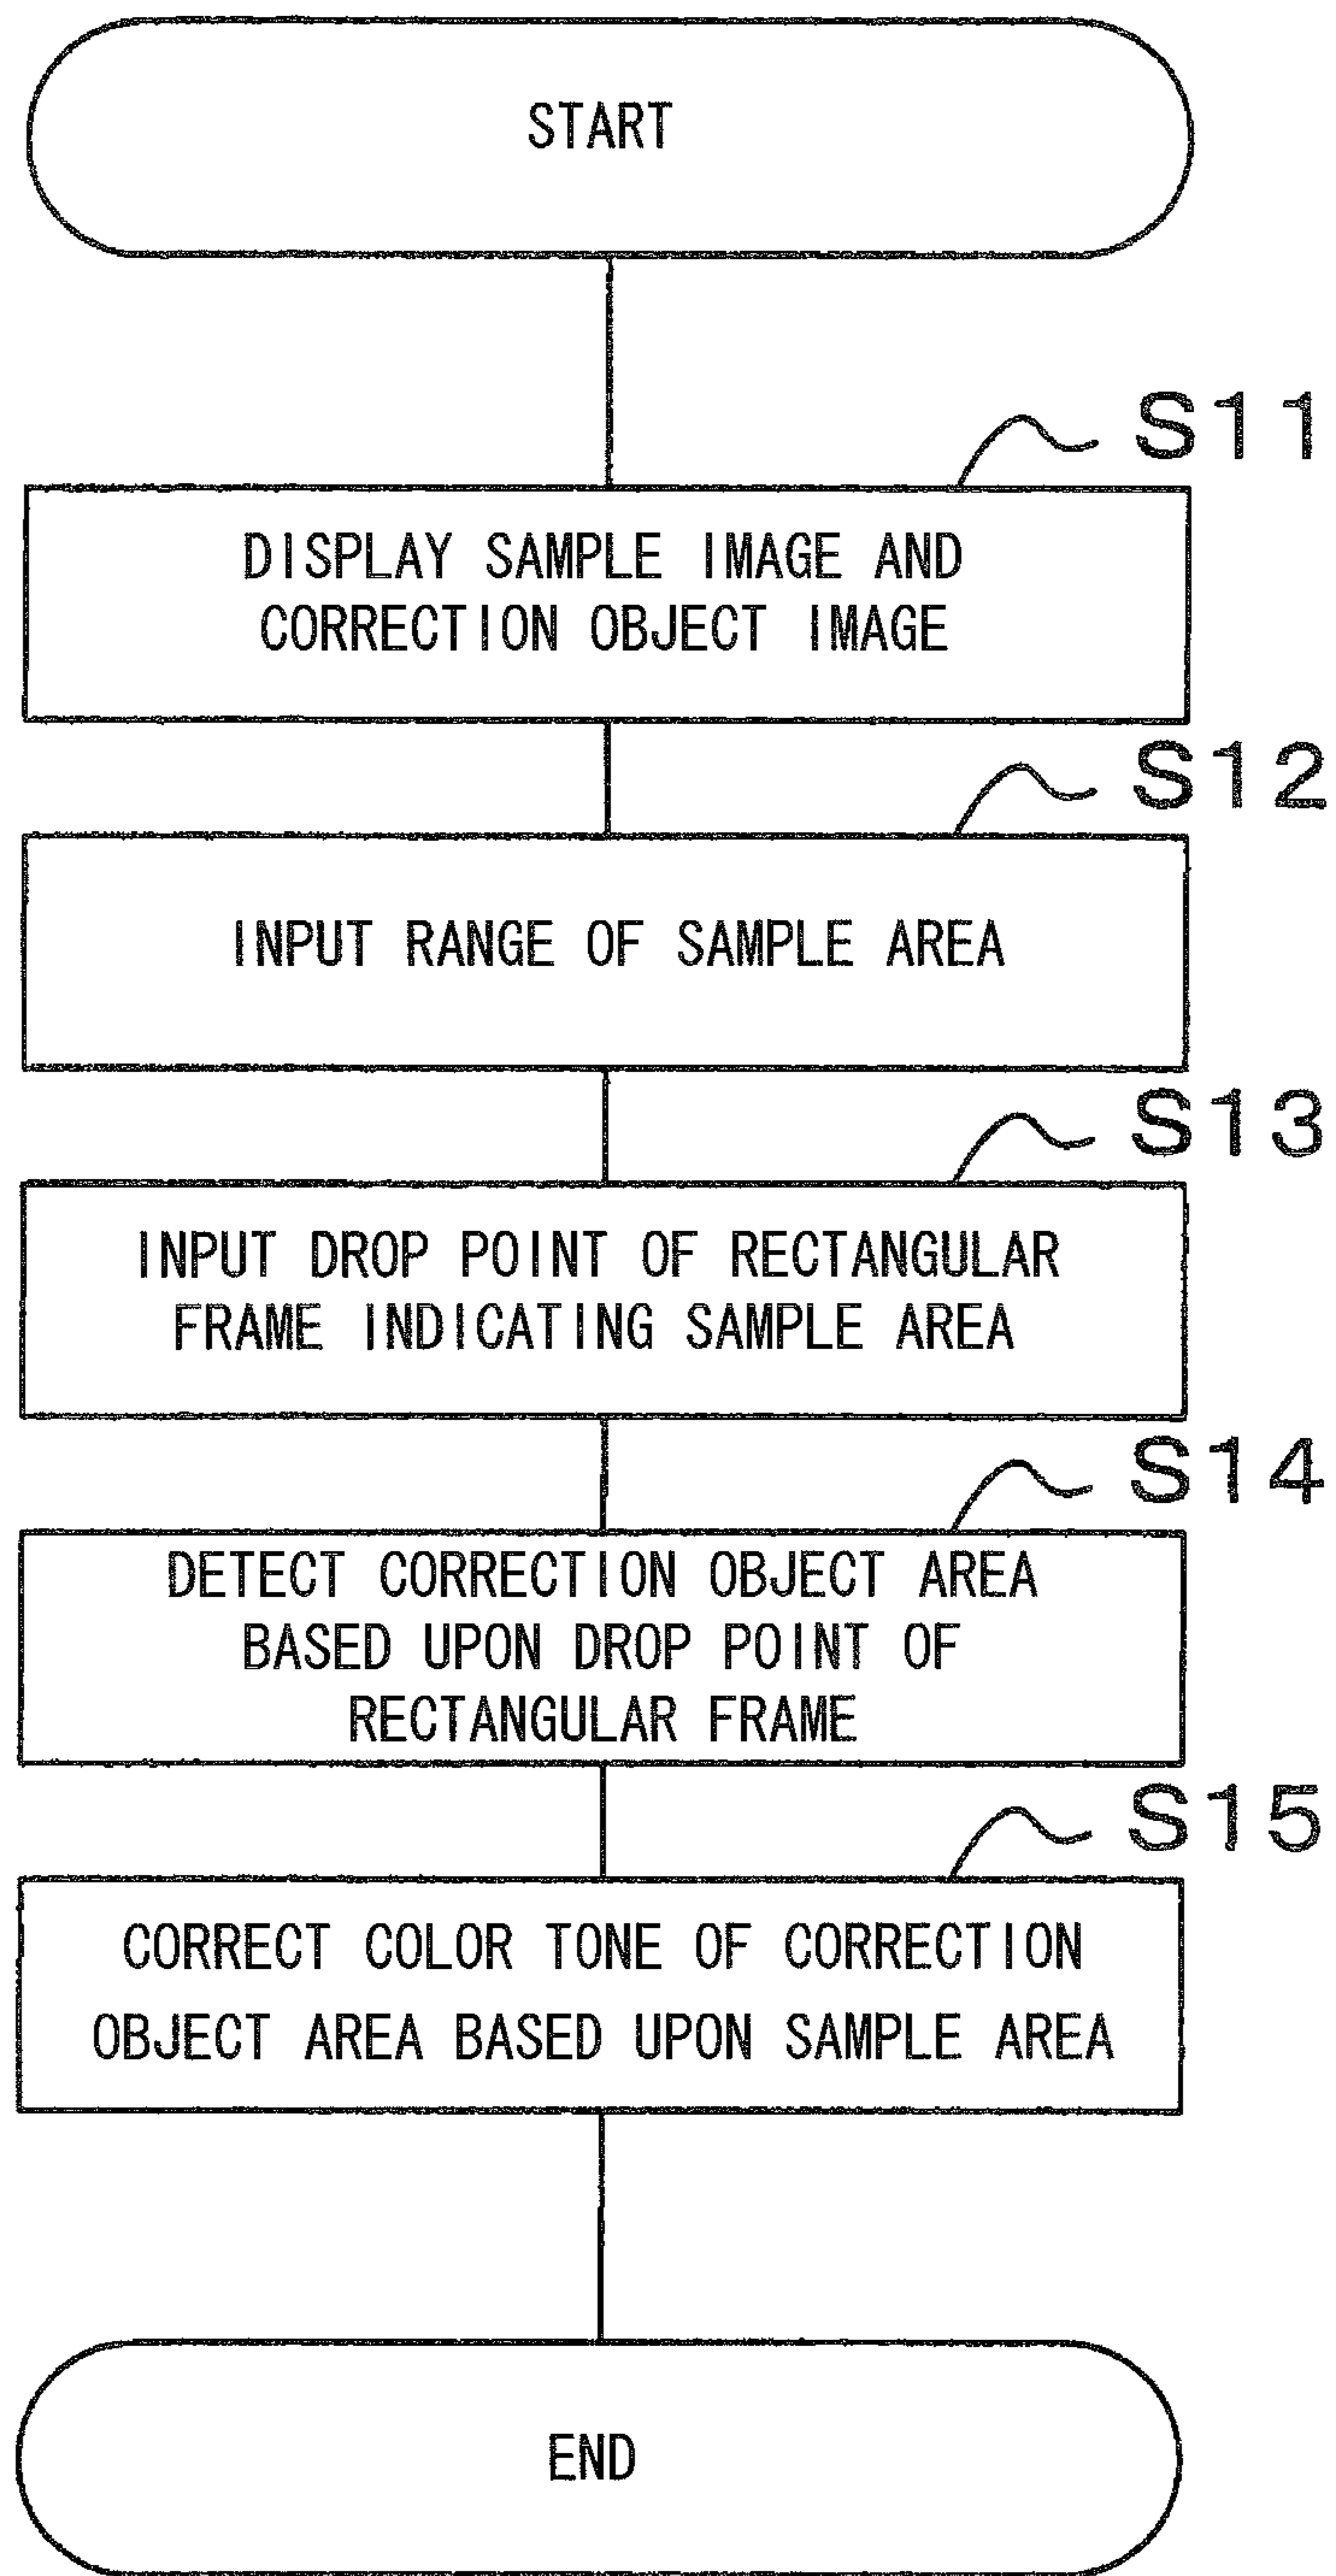 START
S11
DISPLAY SAMPLE IMAGE AND
CORRECTION OBJECT IMAGE
S12
INPUT RANGE OF SAMPLE AREA
S13
INPUT DROP POINT OF RECTANGULAR
FRAME INDICATING SAMPLE AREA
S14
DETECT CORRECTION OBJECT AREA
BASED UPON DROP POINT OF
RECTANGULAR FRAME
S15
CORRECT COLOR TONE OF CORRECTION
OBJECT AREA BASED UPON SAMPLE AREA
END